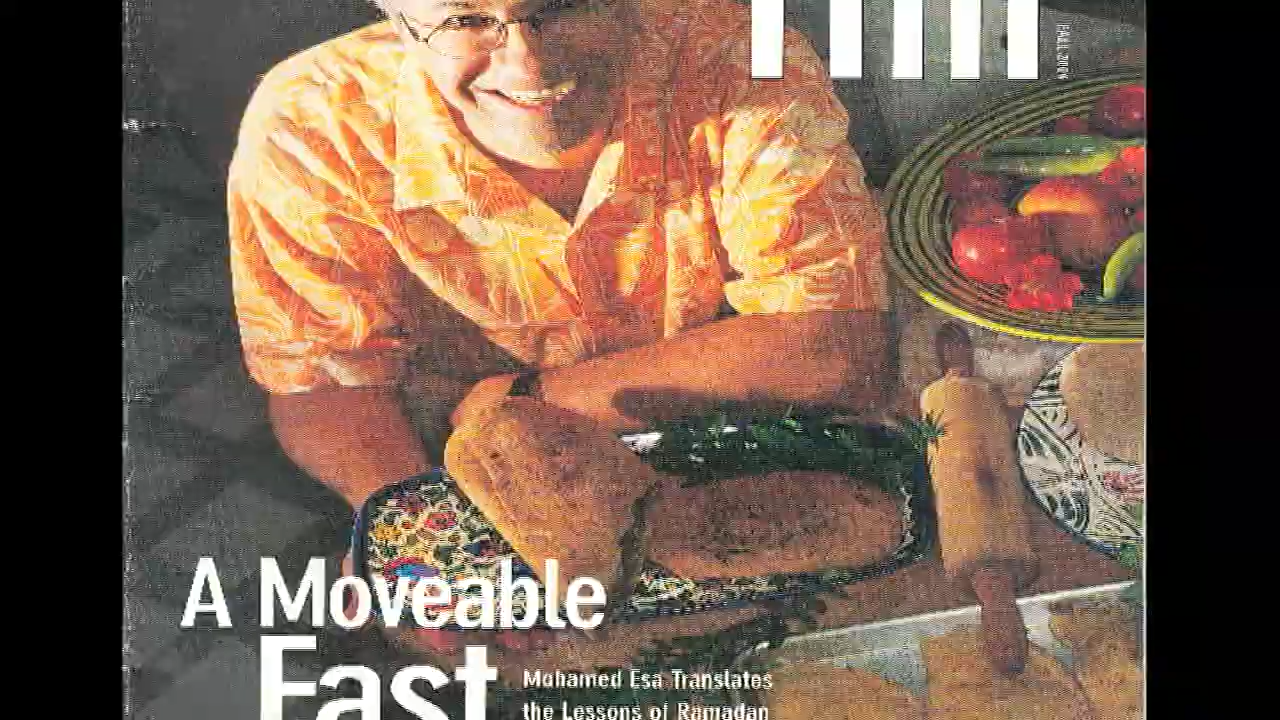 A Moveable
Fast
Mohamed Esa Translates
the Lessons of Ramadan